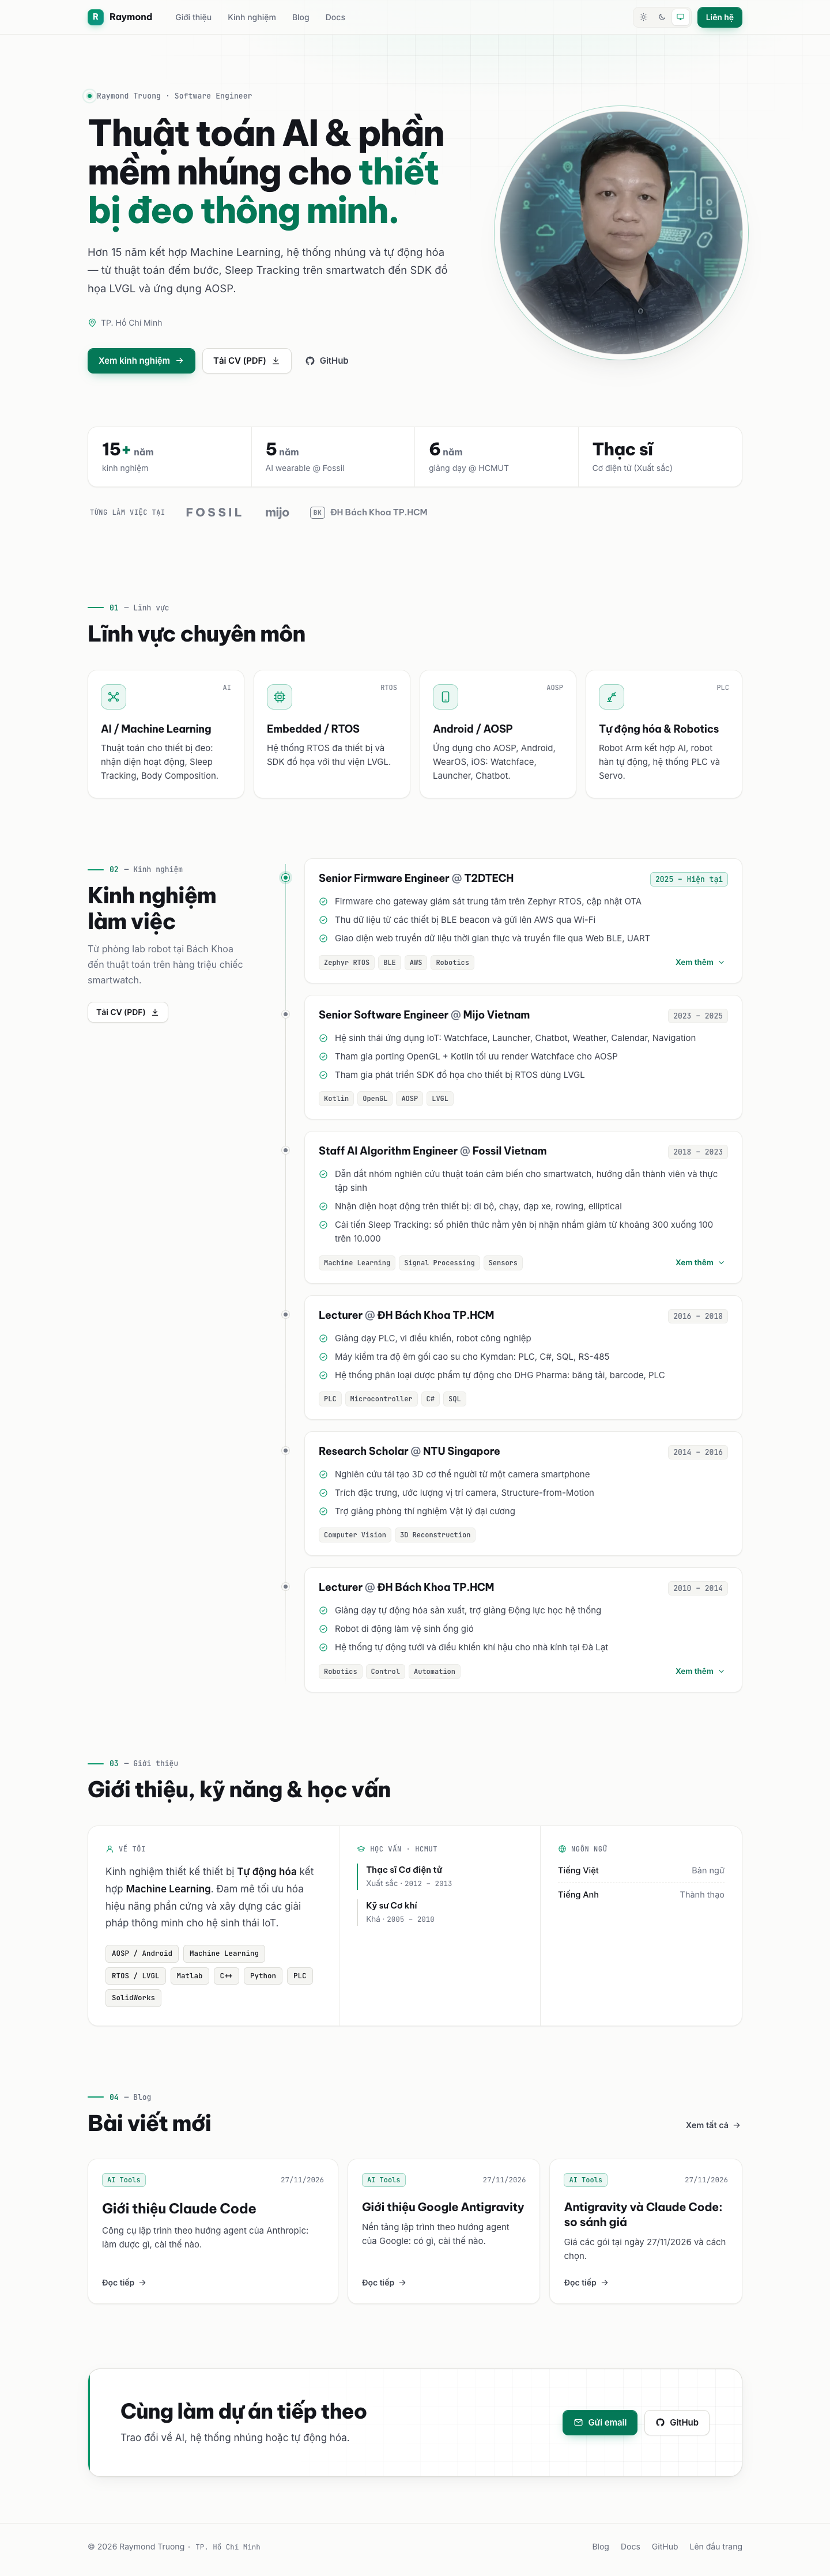 R Raymond Giới thiệu Kinh nghiệm Blog Docs Liên hệ
Raymond Truong · Software Engineer
Thuật toán AI & phần
mềm nhúng cho thiết
bị đeo thông minh.
Hơn 15 năm kết hợp Machine Learning, hệ thống nhúng và tự động hóa
— từ thuật toán đếm bước, Sleep Tracking trên smartwatch đến SDK đồ
họa LVGL và ứng dụng AOSP.
TP. Hồ Chí Minh
Xem kinh nghiệm → Tải CV (PDF) GitHub
15+ năm
kinh nghiệm
5 năm
AI wearable @ Fossil
6 năm
giảng dạy @ HCMUT
Thạc sĩ
Cơ điện tử (Xuất sắc)
TỪNG LÀM VIỆC TẠI FOSSIL mijo BK ĐH Bách Khoa TP.HCM
01 — Lĩnh vực
Lĩnh vực chuyên môn
AI
AI / Machine Learning
Thuật toán cho thiết bị đeo:
nhận diện hoạt động, Sleep
Tracking, Body Composition.
RTOS
Embedded / RTOS
Hệ thống RTOS đa thiết bị và
SDK đồ họa với thư viện LVGL.
AOSP
Android / AOSP
Ứng dụng cho AOSP, Android,
WearOS, iOS: Watchface,
Launcher, Chatbot.
PLC
Tự động hóa & Robotics
Robot Arm kết hợp AI, robot
hàn tự động, hệ thống PLC và
Servo.
02 — Kinh nghiệm
Kinh nghiệm
làm việc
Từ phòng lab robot tại Bách Khoa
đến thuật toán trên hàng triệu chiếc
smartwatch.
Tải CV (PDF)
Senior Firmware Engineer @ T2DTECH 2025 – Hiện tại
Firmware cho gateway giám sát trung tâm trên Zephyr RTOS, cập nhật OTA
Thu dữ liệu từ các thiết bị BLE beacon và gửi lên AWS qua Wi-Fi
Giao diện web truyền dữ liệu thời gian thực và truyền file qua Web BLE, UART
Zephyr RTOS BLE AWS Robotics Xem thêm
Senior Software Engineer @ Mijo Vietnam 2023 – 2025
Hệ sinh thái ứng dụng IoT: Watchface, Launcher, Chatbot, Weather, Calendar, Navigation
Tham gia porting OpenGL + Kotlin tối ưu render Watchface cho AOSP
Tham gia phát triển SDK đồ họa cho thiết bị RTOS dùng LVGL
Kotlin OpenGL AOSP LVGL
Staff AI Algorithm Engineer @ Fossil Vietnam 2018 – 2023
Dẫn dắt nhóm nghiên cứu thuật toán cảm biến cho smartwatch, hướng dẫn thành viên và thực
tập sinh
Nhận diện hoạt động trên thiết bị: đi bộ, chạy, đạp xe, rowing, elliptical
Cải tiến Sleep Tracking: số phiên thức nằm yên bị nhận nhầm giảm từ khoảng 300 xuống 100
trên 10.000
Machine Learning Signal Processing Sensors Xem thêm
Lecturer @ ĐH Bách Khoa TP.HCM 2016 – 2018
Giảng dạy PLC, vi điều khiển, robot công nghiệp
Máy kiểm tra độ êm gối cao su cho Kymdan: PLC, C#, SQL, RS-485
Hệ thống phân loại dược phẩm tự động cho DHG Pharma: băng tải, barcode, PLC
PLC Microcontroller C# SQL
Research Scholar @ NTU Singapore 2014 – 2016
Nghiên cứu tái tạo 3D cơ thể người từ một camera smartphone
Trích đặc trưng, ước lượng vị trí camera, Structure-from-Motion
Trợ giảng phòng thí nghiệm Vật lý đại cương
Computer Vision 3D Reconstruction
Lecturer @ ĐH Bách Khoa TP.HCM 2010 – 2014
Giảng dạy tự động hóa sản xuất, trợ giảng Động lực học hệ thống
Robot di động làm vệ sinh ống gió
Hệ thống tự động tưới và điều khiển khí hậu cho nhà kính tại Đà Lạt
Robotics Control Automation Xem thêm
03 — Giới thiệu
Giới thiệu, kỹ năng & học vấn
VỀ TÔI
Kinh nghiệm thiết kế thiết bị Tự động hóa kết
hợp Machine Learning. Đam mê tối ưu hóa
hiệu năng phần cứng và xây dựng các giải
pháp thông minh cho hệ sinh thái IoT.
AOSP / Android Machine Learning
RTOS / LVGL Matlab C++ Python PLC
SolidWorks
HỌC VẤN · HCMUT
Thạc sĩ Cơ điện tử
Xuất sắc · 2012 – 2013
Kỹ sư Cơ khí
Khá · 2005 – 2010
NGÔN NGỮ
Tiếng Việt Bản ngữ
Tiếng Anh Thành thạo
04 — Blog
Bài viết mới
Xem tất cả →
AI Tools 27/11/2026
Giới thiệu Claude Code
Công cụ lập trình theo hướng agent của Anthropic:
làm được gì, cài thế nào.
Đọc tiếp →
AI Tools 27/11/2026
Giới thiệu Google Antigravity
Nền tảng lập trình theo hướng agent
của Google: có gì, cài thế nào.
Đọc tiếp →
AI Tools 27/11/2026
Antigravity và Claude Code:
so sánh giá
Giá các gói tại ngày 27/11/2026 và cách
chọn.
Đọc tiếp →
Cùng làm dự án tiếp theo
Trao đổi về AI, hệ thống nhúng hoặc tự động hóa.
Gửi email GitHub
© 2026 Raymond Truong · TP. Hồ Chí Minh Blog Docs GitHub Lên đầu trang